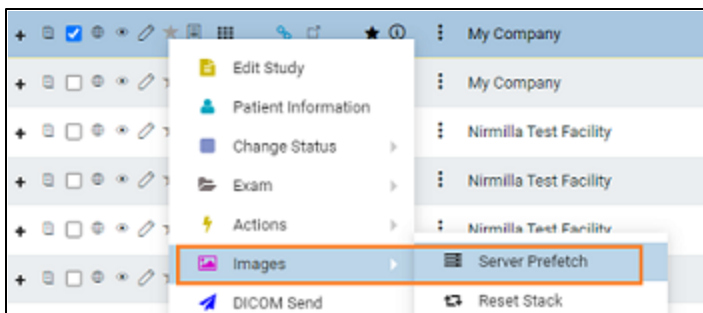 My Company
Edit Study
My Company
Patient Information
Nirmilla Test Facility
Change Status
Exam
Nirmilla Test Facility
Actions
Nirmilla Test Facility
Images
Server Prefetch
DICOM Send
Reset Stack